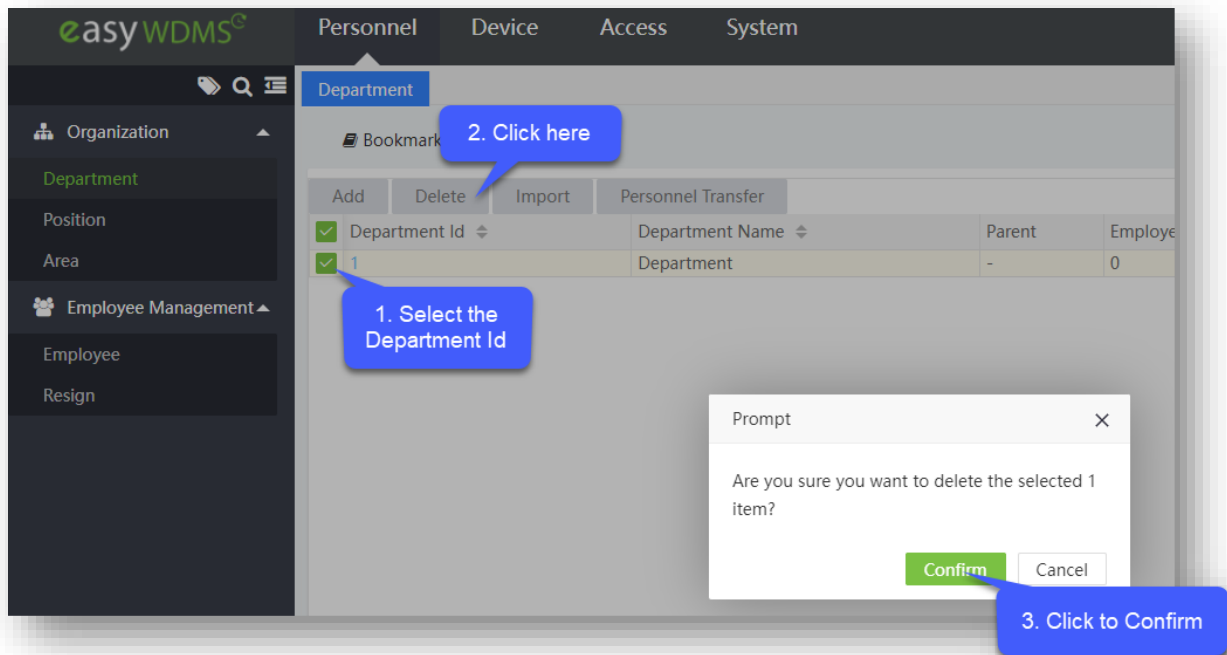 easy WDMS
Personnel Device Access System
Department
Organization
Bookmark
2. Click here
Department
Add Delete Import Personnel Transfer
Position
Department Id Department Name Parent Employe
Area
1 Department - 0
Employee Management
1. Select the
Department Id
Employee
Resign
Prompt
Are you sure you want to delete the selected 1
item?
Confirm Cancel
3. Click to Confirm